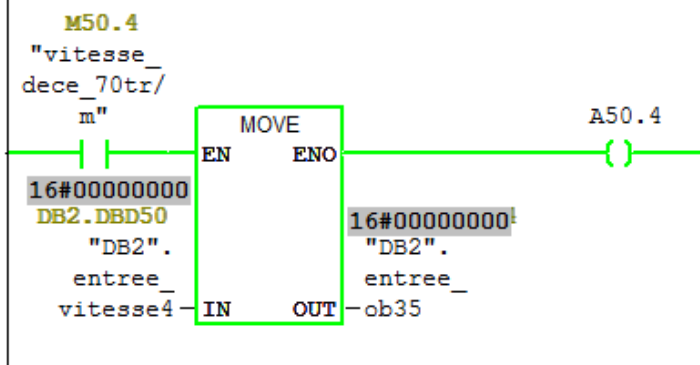 M50.4
"vitesse_
dece_70tr/
m"
MOVE
A50.4
EN
ENO
16#00000000
DB2.DBD50
16#00000000
"DB2".
"DB2".
entree_
entree_
vitesse4
IN
OUT
ob35